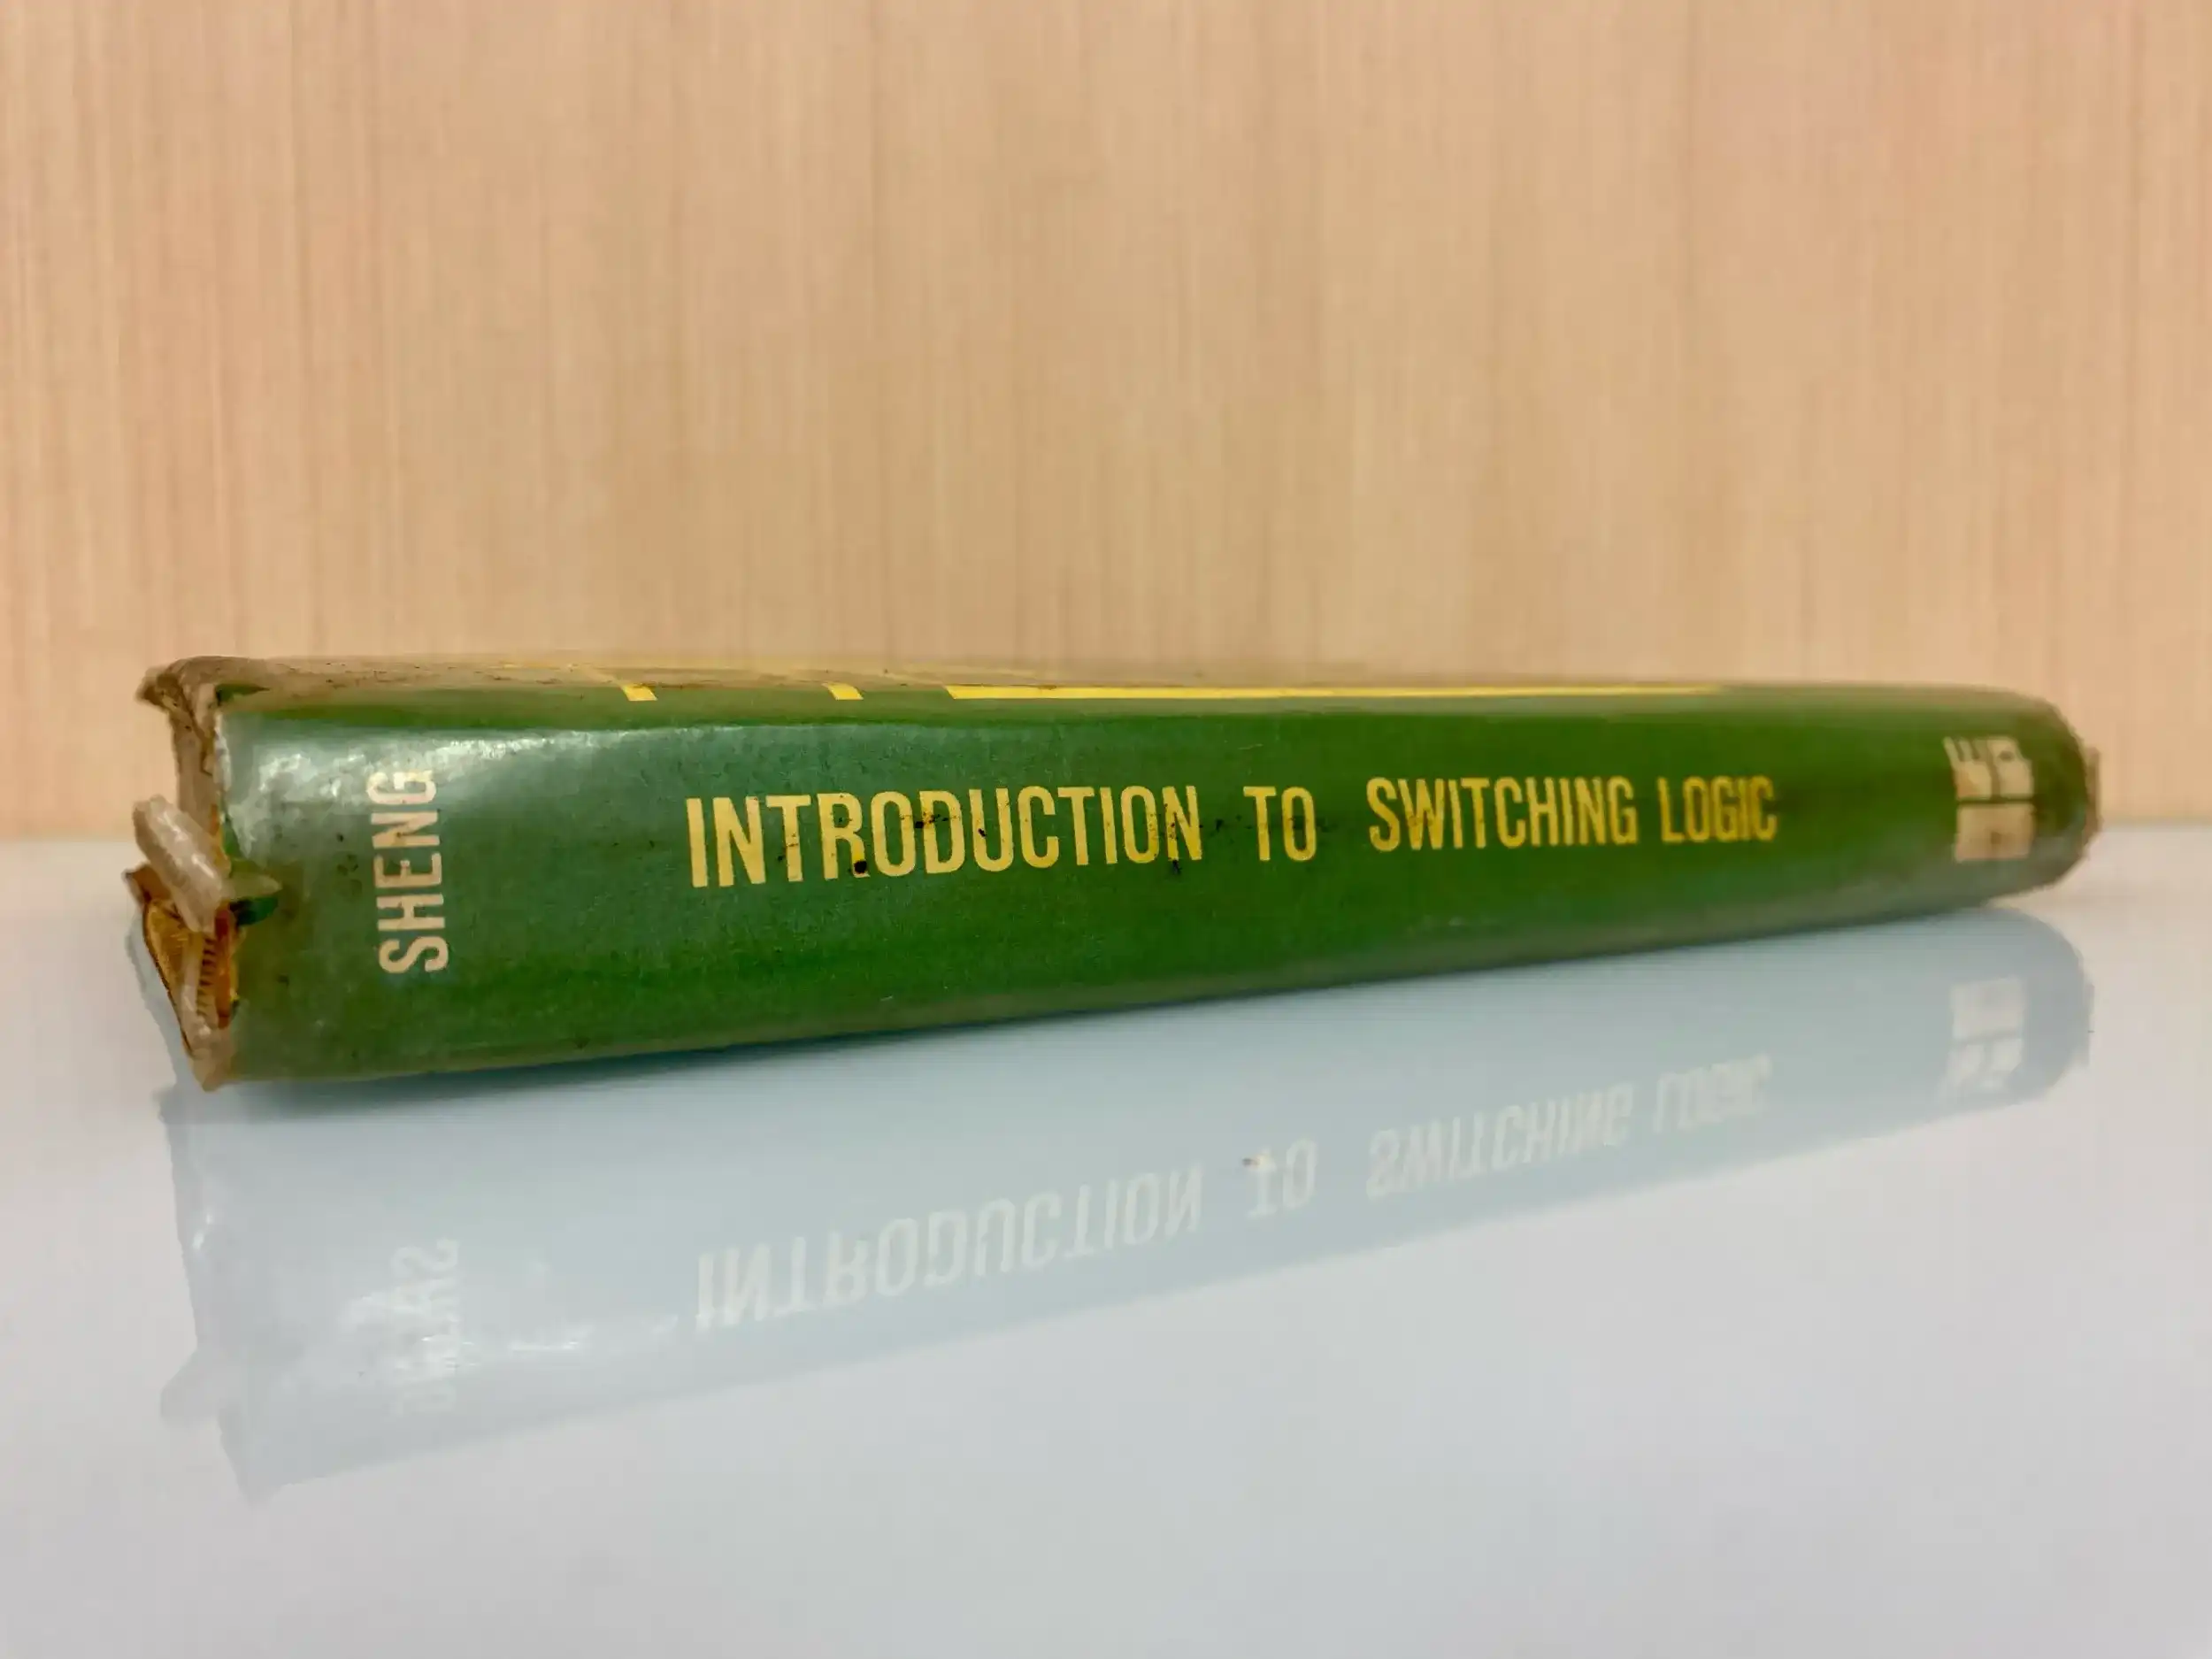 SHENG
INTRODUCTION TO SWITCHING LOGIC